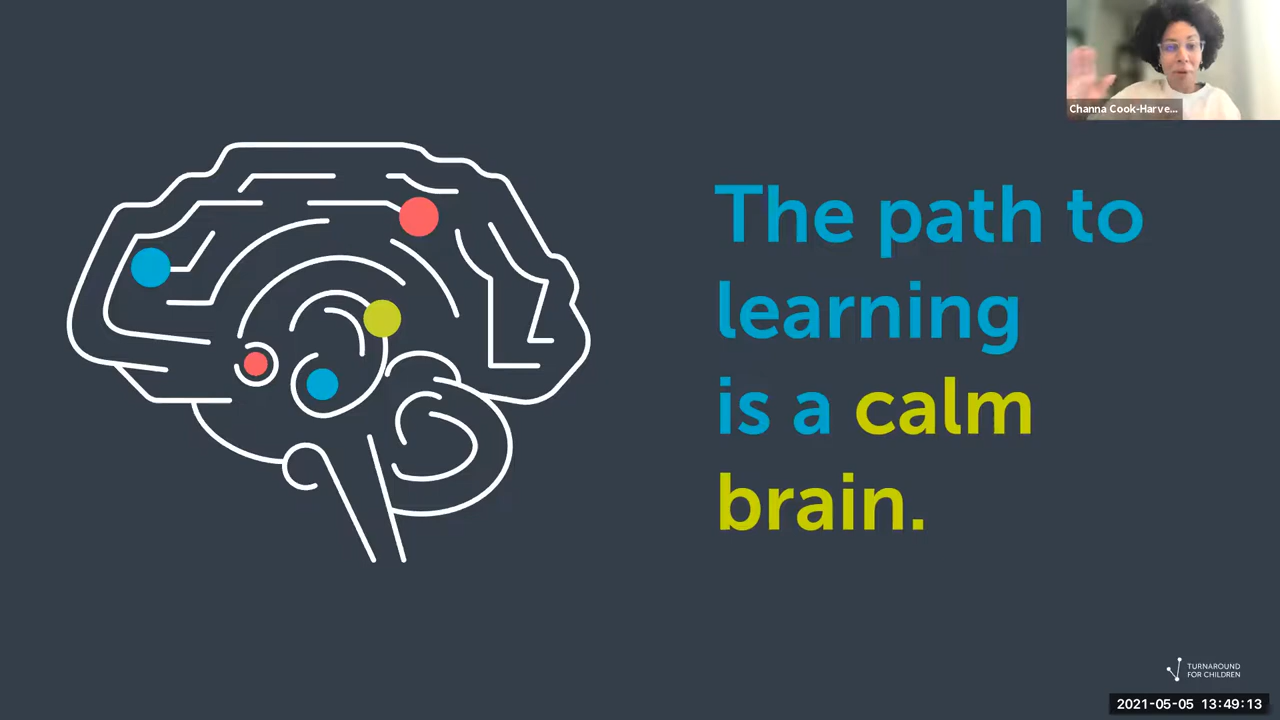 Channa Cook-Harve...
The path to
learning
is a calm
brain.
TURNAROUND
FOR CHILDREN
2021-05-05 13:49:13